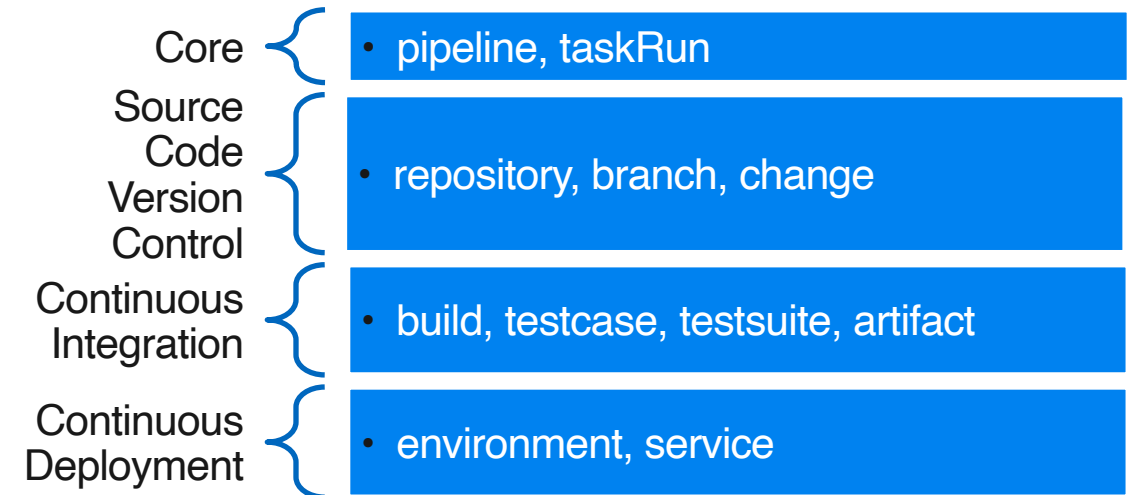 Core
• pipeline, taskRun
Source
Code
Version
Control
• repository, branch, change
Continuous
Integration
• build, testcase, testsuite, artifact
Continuous
Deployment
• environment, service